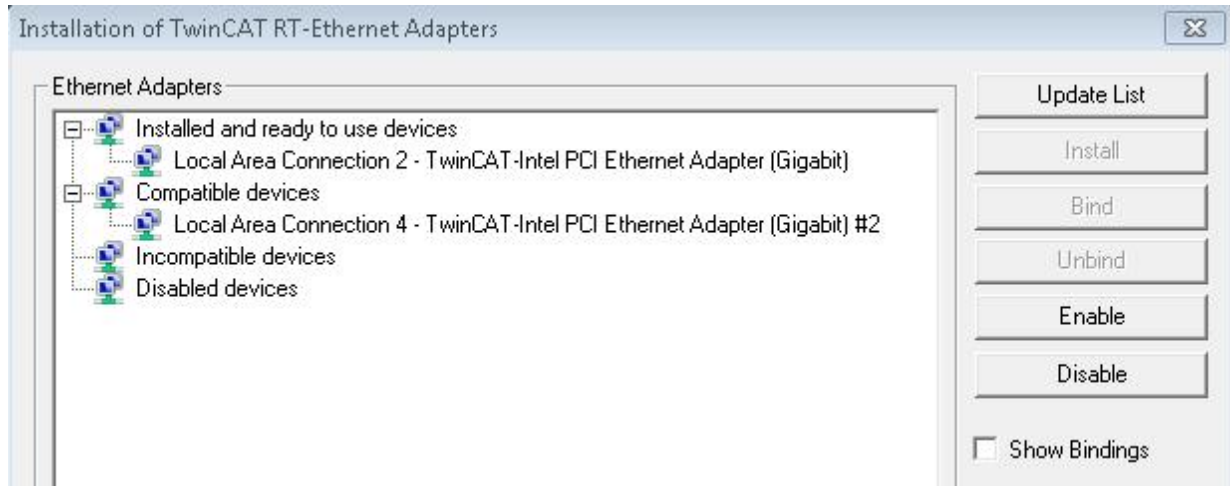 Installation of TwinCAT RT-Ethernet Adapters
Ethernet Adapters
Installed and ready to use devices
Local Area Connection 2 - TwinCAT-Intel PCI Ethernet Adapter (Gigabit)
Compatible devices
Local Area Connection 4 - TwinCAT-Intel PCI Ethernet Adapter (Gigabit) #2
Incompatible devices
Disabled devices
Update List
Install
Bind
Unbind
Enable
Disable
Show Bindings